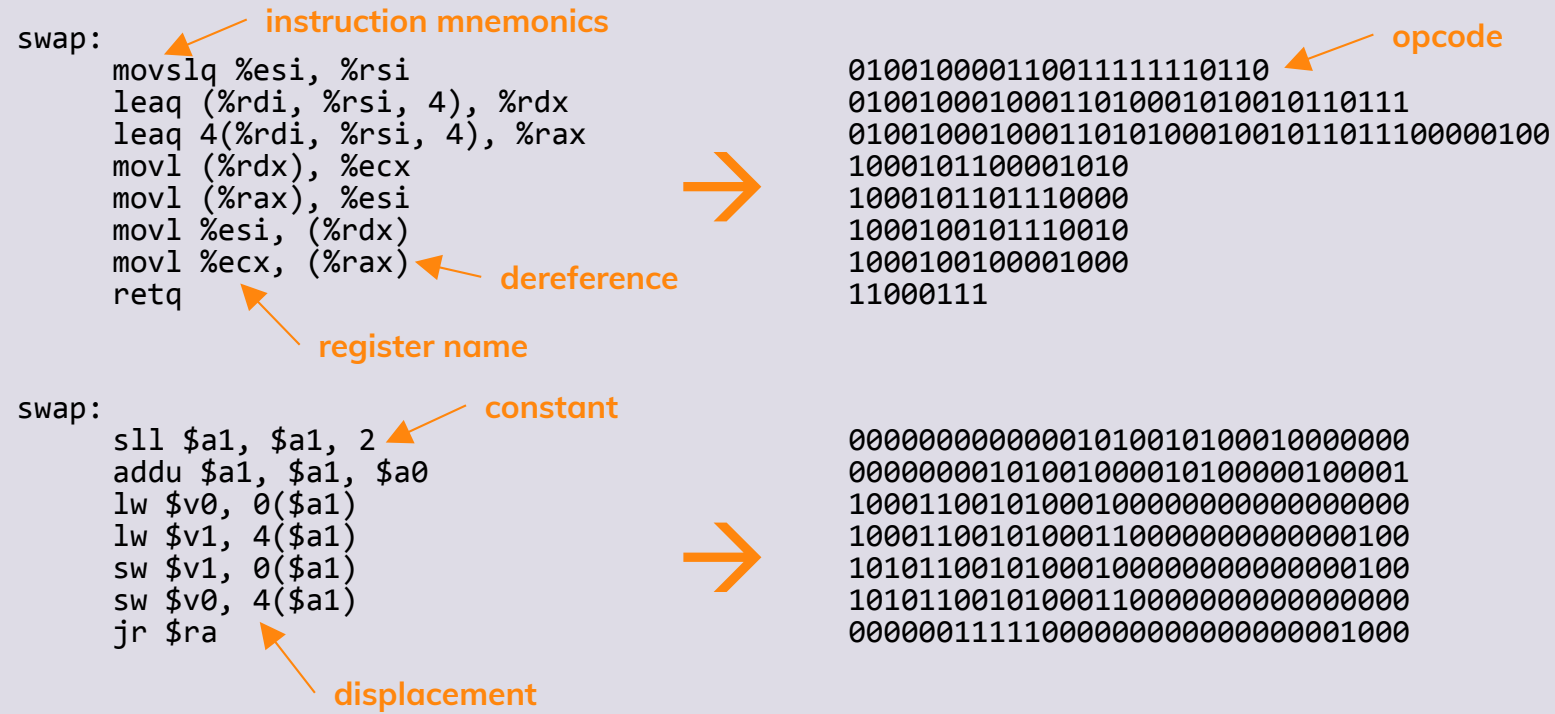 instruction mnemonics
opcode
swap:
movslq %esi, %rsi
leaq (%rdi, %rsi, 4), %rdx
leaq 4(%rdi, %rsi, 4), %rax
movl (%rdx), %ecx
movl (%rax), %esi
movl %esi, (%rdx)
movl %ecx, (%rax)
retq
dereference
register name
010010000110011111110110
01001000100011010001010010110111
0100100010001101010001001011011100000100
1000101100001010
1000101101110000
1000100101110010
1000100100001000
11000111
constant
swap:
sll $a1, $a1, 2
addu $a1, $a1, $a0
lw $v0, 0($a1)
lw $v1, 4($a1)
sw $v1, 0($a1)
sw $v0, 4($a1)
jr $ra
displacement
00000000000001010010100010000000
00000000101001000010100000100001
10001100101000100000000000000000
10001100101000110000000000000100
10101100101000100000000000000100
10101100101000110000000000000000
00000011111000000000000000001000